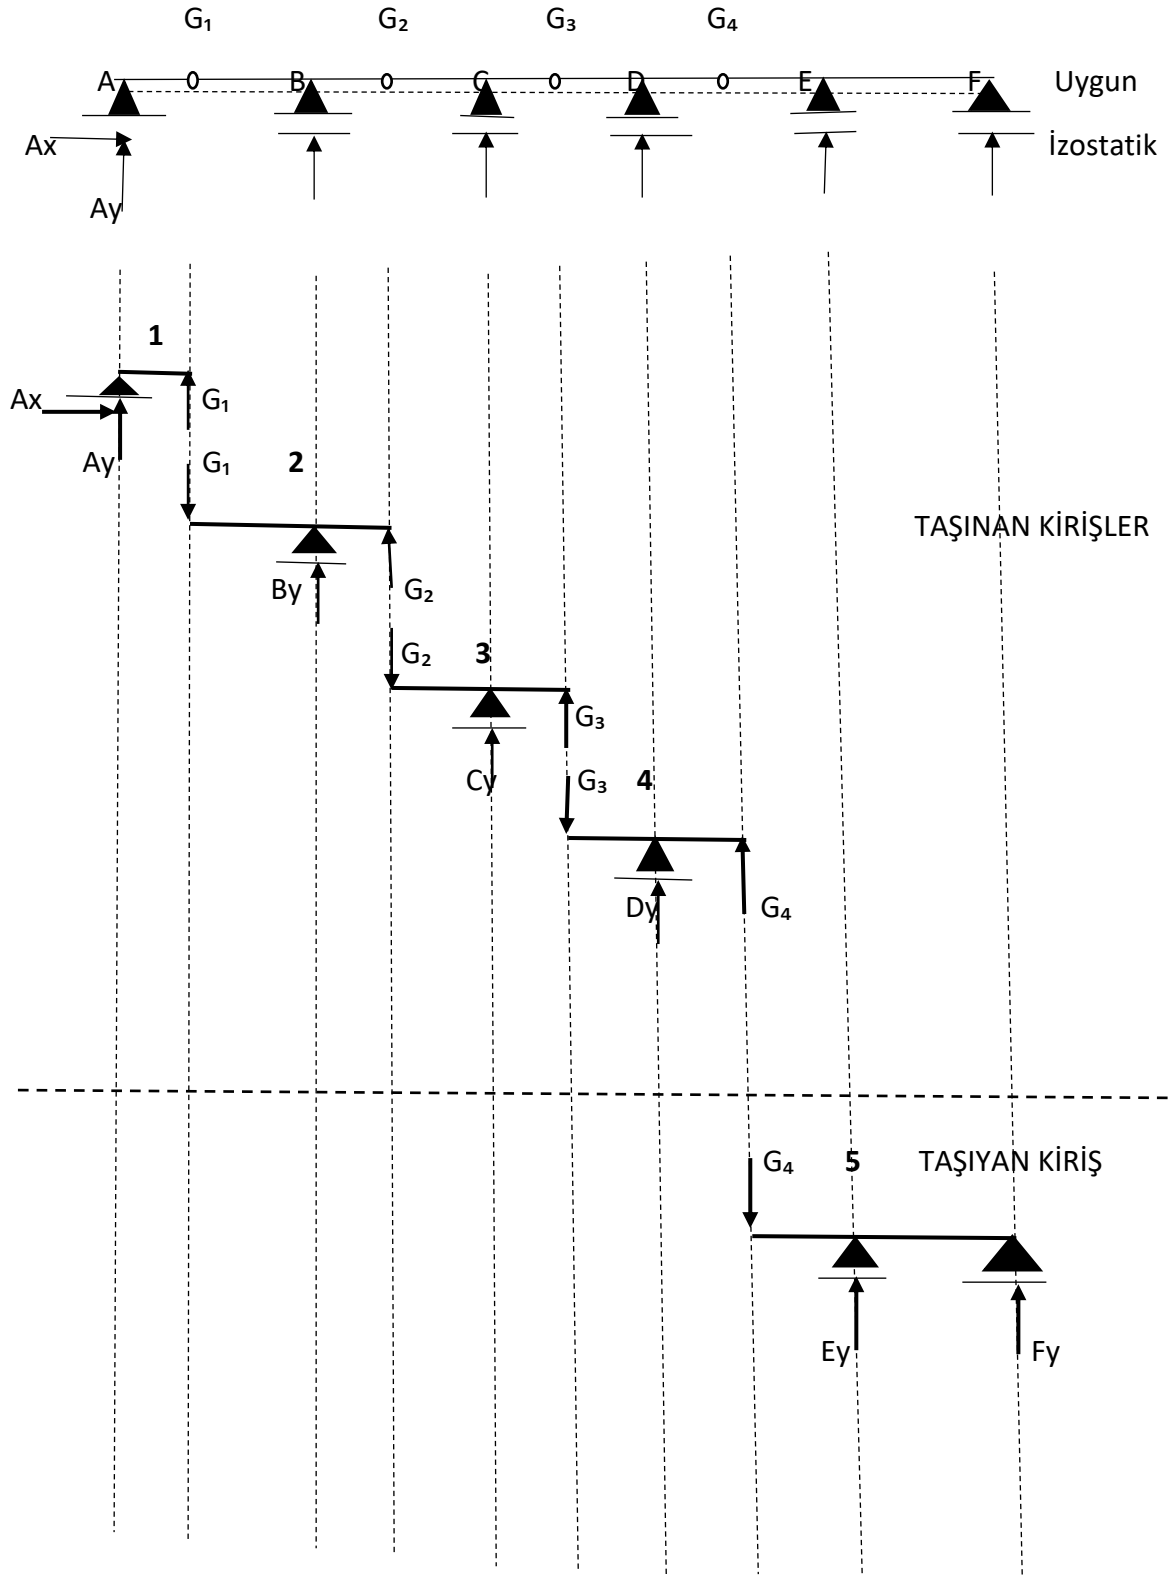 G₁ G₂ G₃ G₄
A B C D E F Uygun
Ax İzostatik
Ay
1
Ax G₁
Ay G₁ 2
TAŞINAN KİRİŞLER
By G₂
G₂ 3
G₃
Cy G₃ 4
Dy G₄
G₄ 5 TAŞIYAN KİRİŞ
Ey Fy